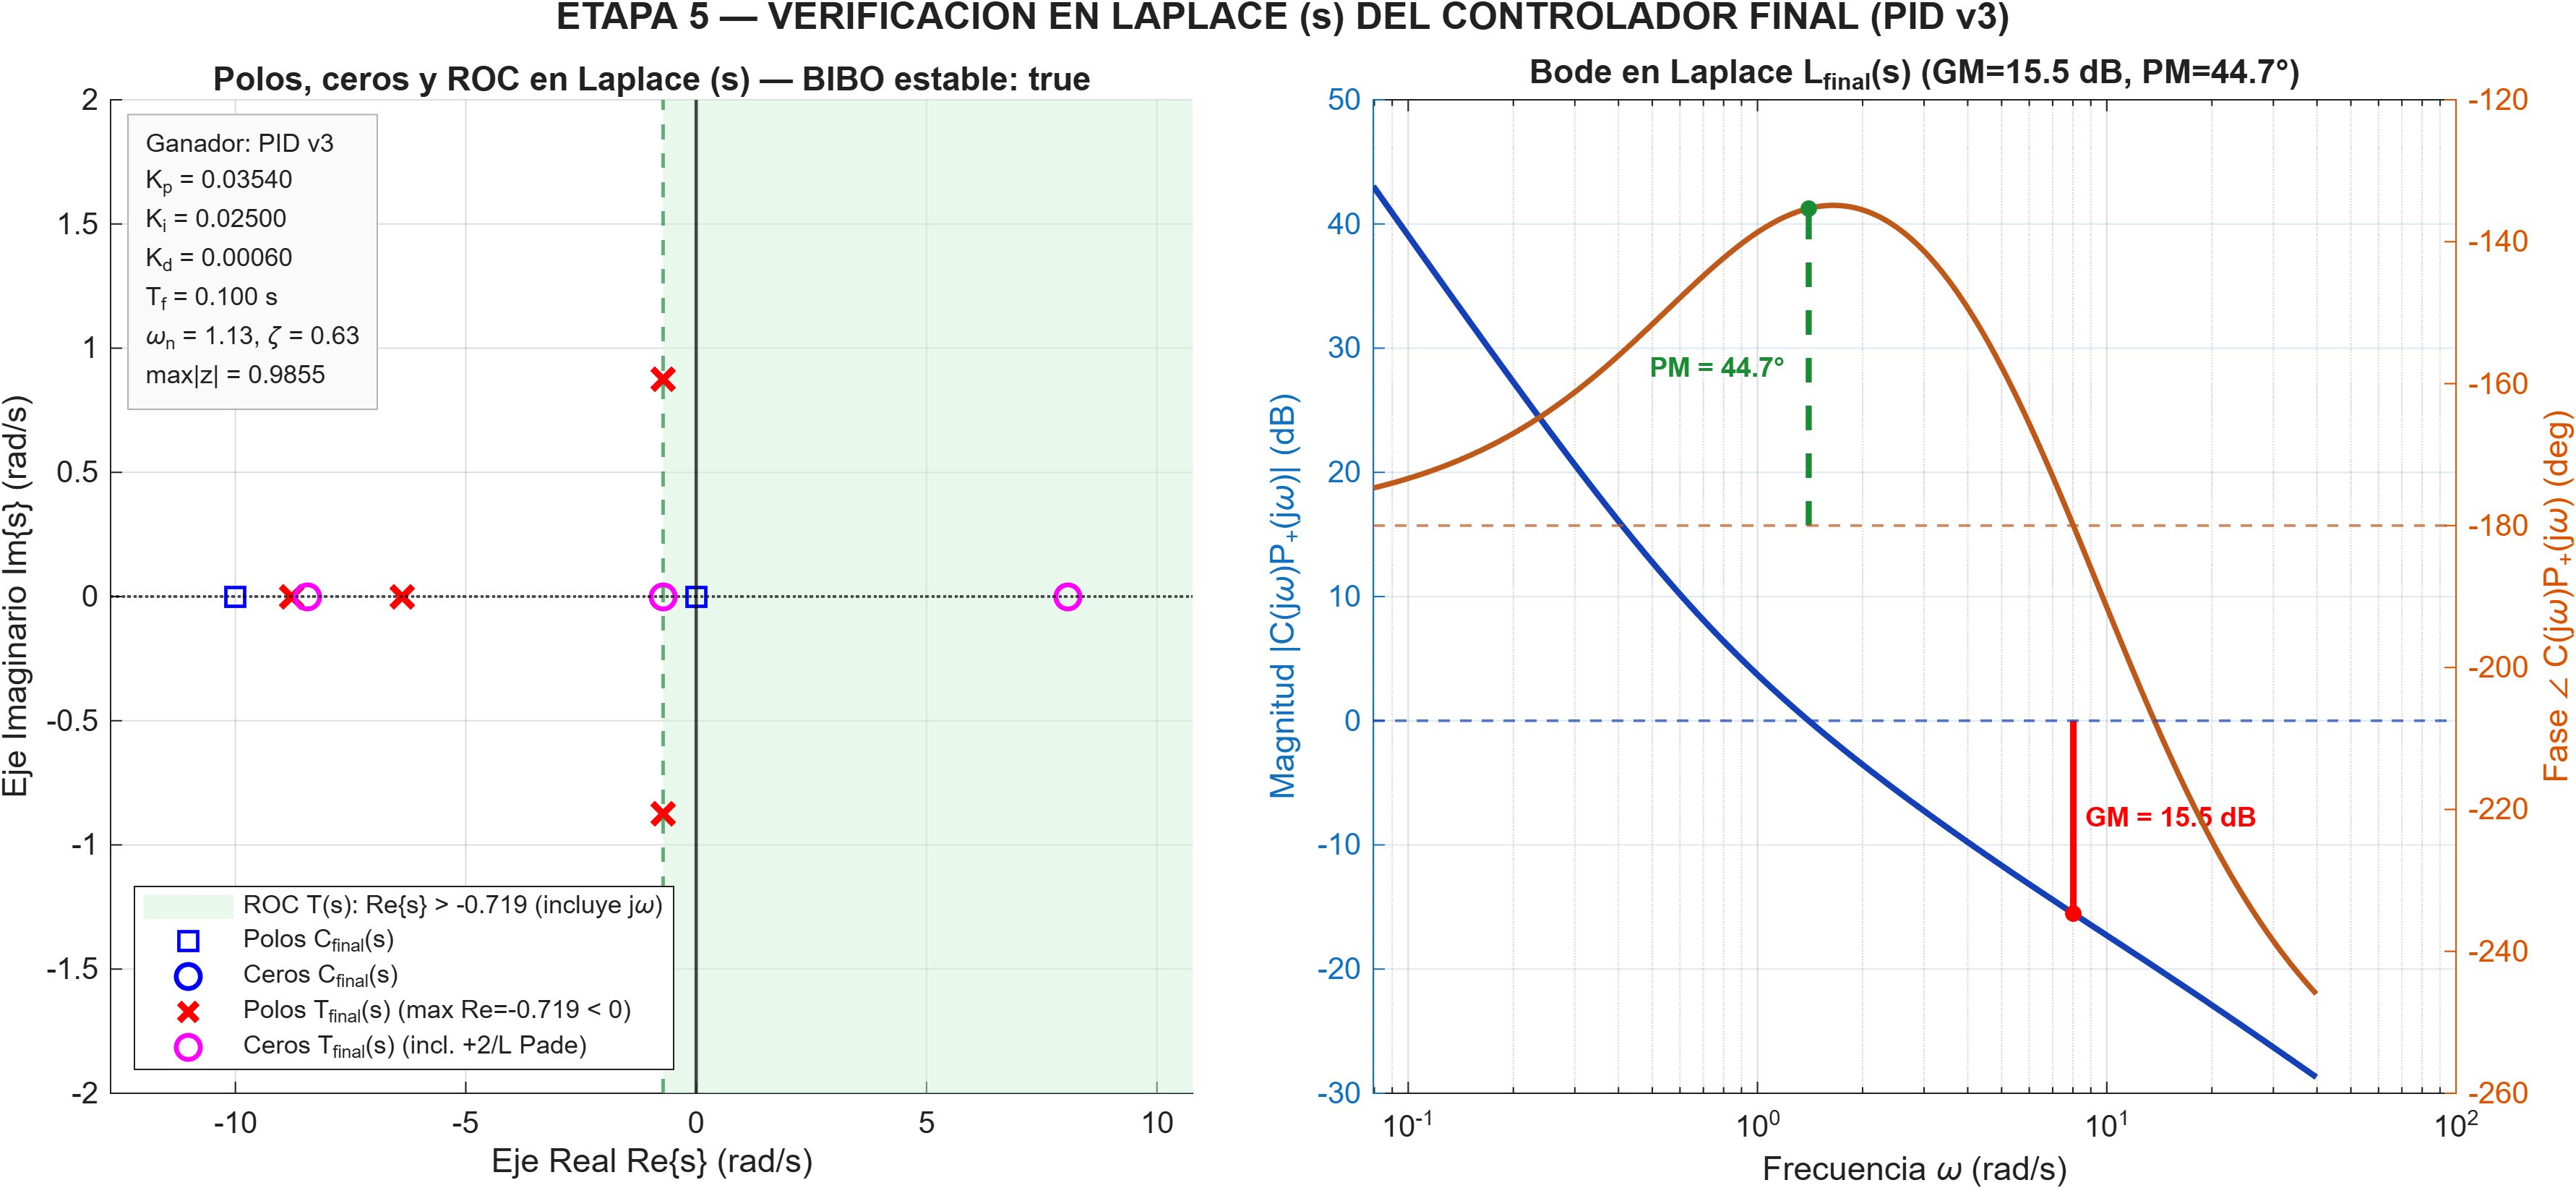 ETAPA 5 — VERIFICACION EN LAPLACE (s) DEL CONTROLADOR FINAL (PID v3)
Polos, ceros y ROC en Laplace (s) — BIBO estable: true
2
1.5
1
0.5
0
-0.5
-1
-1.5
-2
Eje Imaginario Im{s} (rad/s)
Ganador: PID v3
Kp = 0.03540
Ki = 0.02500
Kd = 0.00060
Tf = 0.100 s
ωn = 1.13, ζ = 0.63
max|z| = 0.9855
ROC T(s): Re{s} > -0.719 (incluye jω)
Polos Cfinal(s)
Ceros Cfinal(s)
Polos Tfinal(s) (max Re=-0.719 < 0)
Ceros Tfinal(s) (incl. +2/L Pade)
-10 -5 0 5 10
Eje Real Re{s} (rad/s)
Bode en Laplace Lfinal(s) (GM=15.5 dB, PM=44.7°)
50
40
30
20
10
0
-10
-20
-30
Magnitud |C(jω)P+(jω)| (dB)
PM = 44.7°
GM = 15.5 dB
-120
-140
-160
-180
-200
-220
-240
-260
Fase ∠ C(jω)P+(jω) (deg)
10^-1 10^0 10^1 10^2
Frecuencia ω (rad/s)